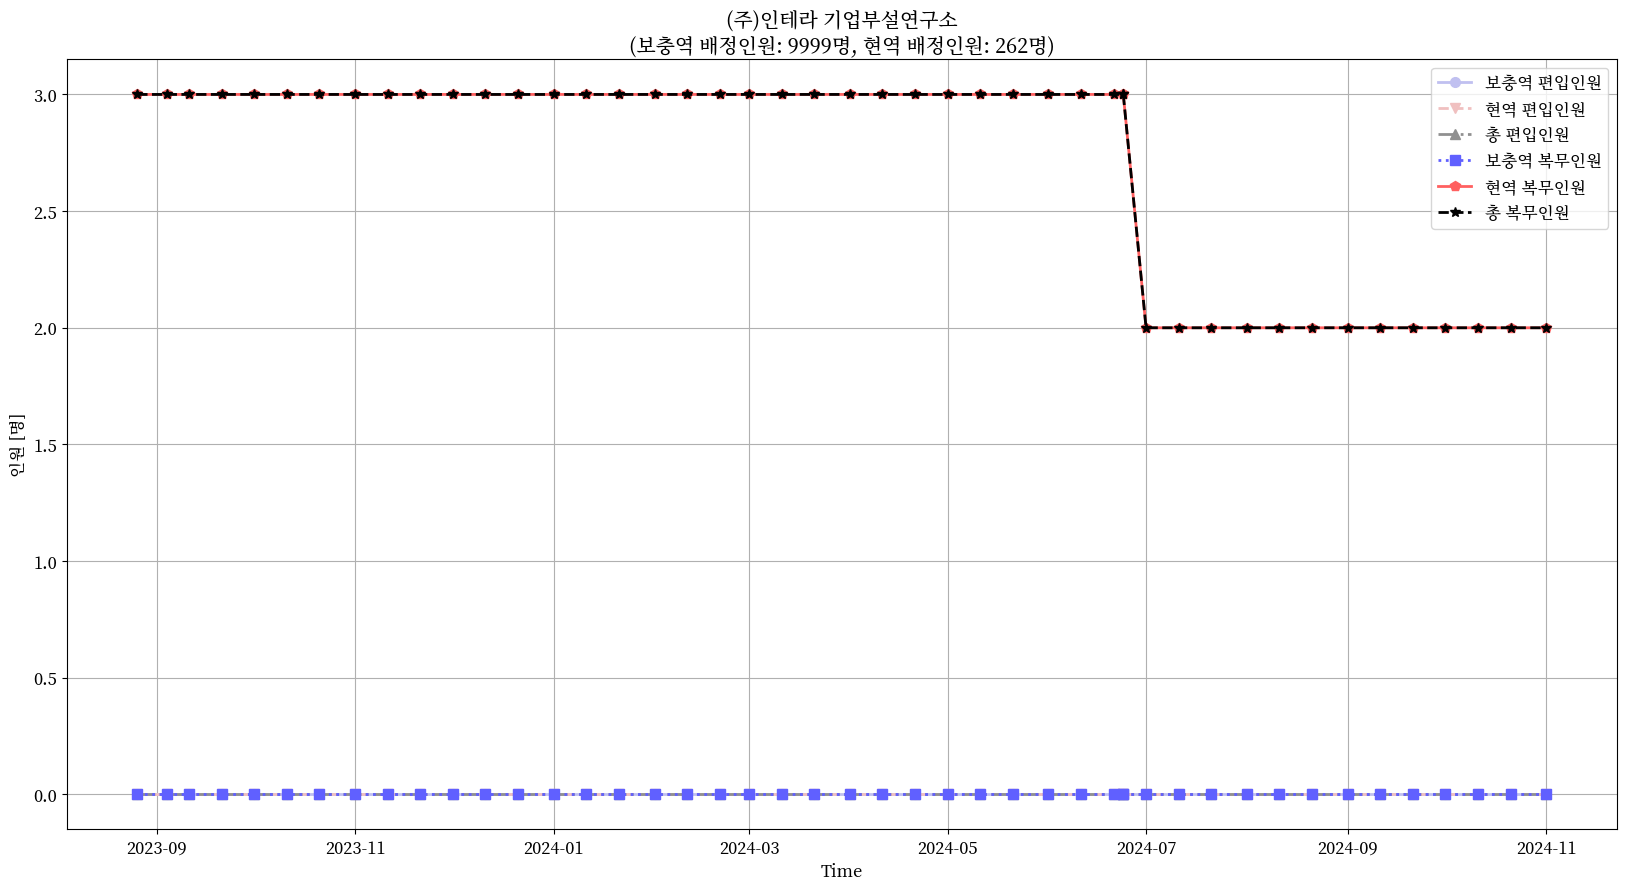 (주)인테라 기업부설연구소
(보충역 배정인원: 9999명, 현역 배정인원: 262명)
보충역 편입인원
현역 편입인원
총 편입인원
보충역 복무인원
현역 복무인원
총 복무인원
인원 [명]
3.0
2.5
2.0
1.5
1.0
0.5
0.0
2023-09 2023-11 2024-01 2024-03 2024-05 2024-07 2024-09 2024-11
Time